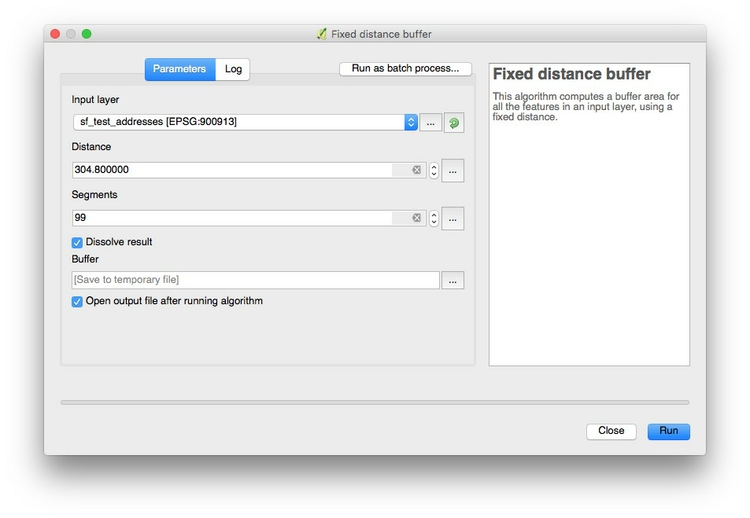 Fixed distance buffer
Parameters
Log
Run as batch process...
Input layer
sf_test_addresses [EPSG:900913]
...
Distance
304.800000
...
Segments
99
...
Dissolve result
Buffer
[Save to temporary file]
...
Open output file after running algorithm
Fixed distance buffer
This algorithm computes a buffer area for
all the features in an input layer, using a
fixed distance.
Close
Run